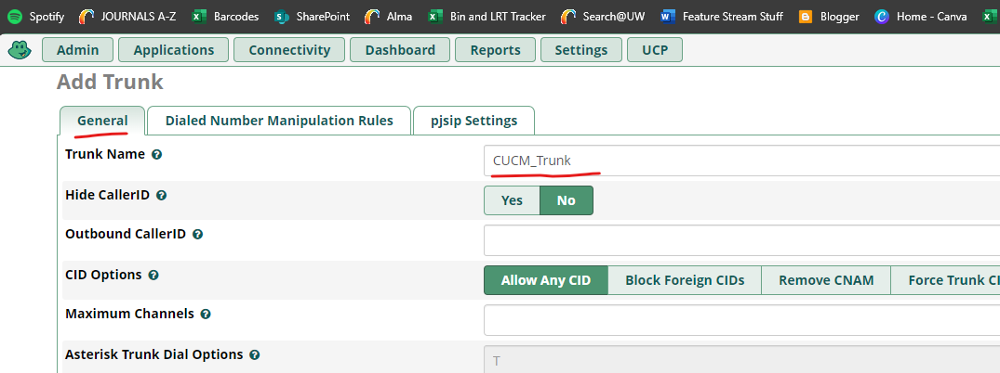 Spotify JOURNALS A-Z Barcodes SharePoint Alma Bin and LRT Tracker Search@UW Feature Stream Stuff Blogger Home - Canva
Admin Applications Connectivity Dashboard Reports Settings UCP
Add Trunk
General Dialed Number Manipulation Rules pjsip Settings
Trunk Name CUCM_Trunk
Hide CallerID Yes No
Outbound CallerID
CID Options Allow Any CID Block Foreign CIDs Remove CNAM Force Trunk
Maximum Channels
Asterisk Trunk Dial Options T